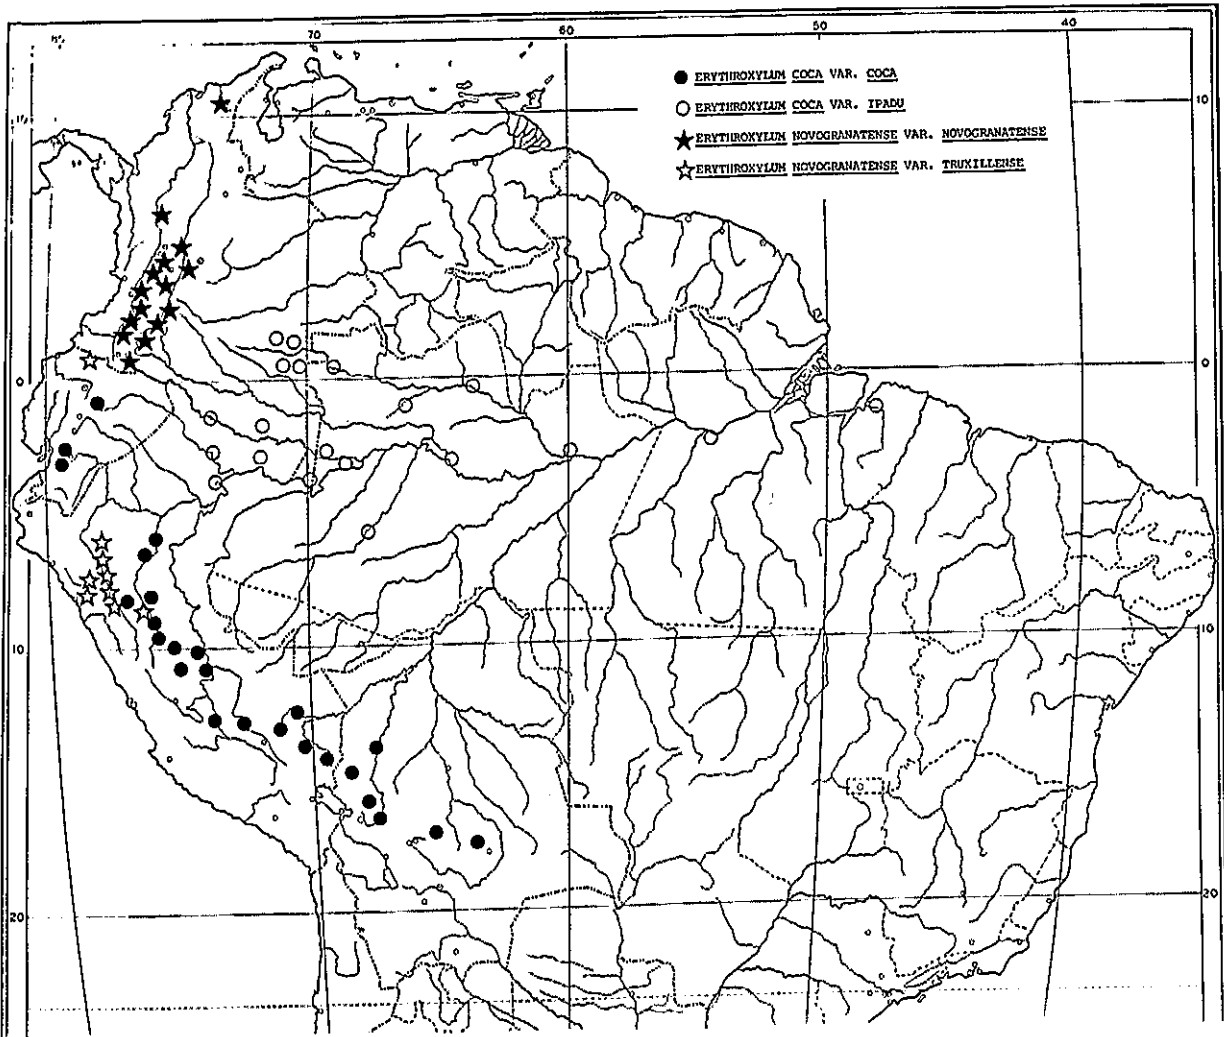 70 60 50 40
● ERYTHROXYLUM COCA VAR. COCA
○ ERYTHROXYLUM COCA VAR. IPADU
★ ERYTHROXYLUM NOVOGRANATENSE VAR. NOVOGRANATENSE
☆ ERYTHROXYLUM NOVOGRANATENSE VAR. TRUXILLENSE
10
0 0
10 10
20 20